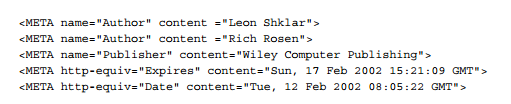 <META name="Author" content ="Leon Shklar">
<META name="Author" content ="Rich Rosen">
<META name="Publisher" content="Wiley Computer Publishing">
<META http-equiv="Expires" content="Sun, 17 Feb 2002 15:21:09 GMT">
<META http-equiv="Date" content="Tue, 12 Feb 2002 08:05:22 GMT">